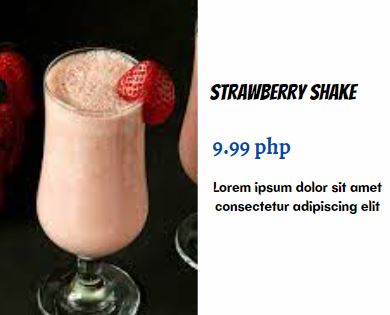 STRAWBERRY SHAKE
9.99 php
Lorem ipsum dolor sit amet
consectetur adipiscing elit